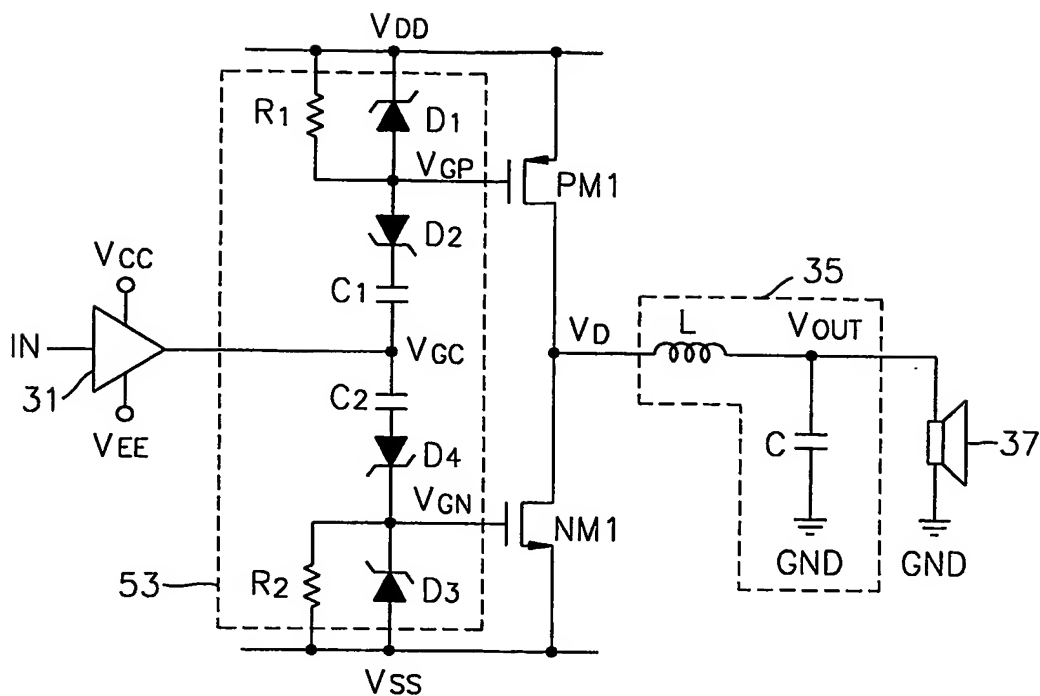 VDD
R1
D1
VGP
PM1
D2
VCC
C1
35
L
VOUT
VD
IN
VGC
31
C2
C
37
VEE
D4
VGN
NM1
GND
GND
53
R2
D3
VSS